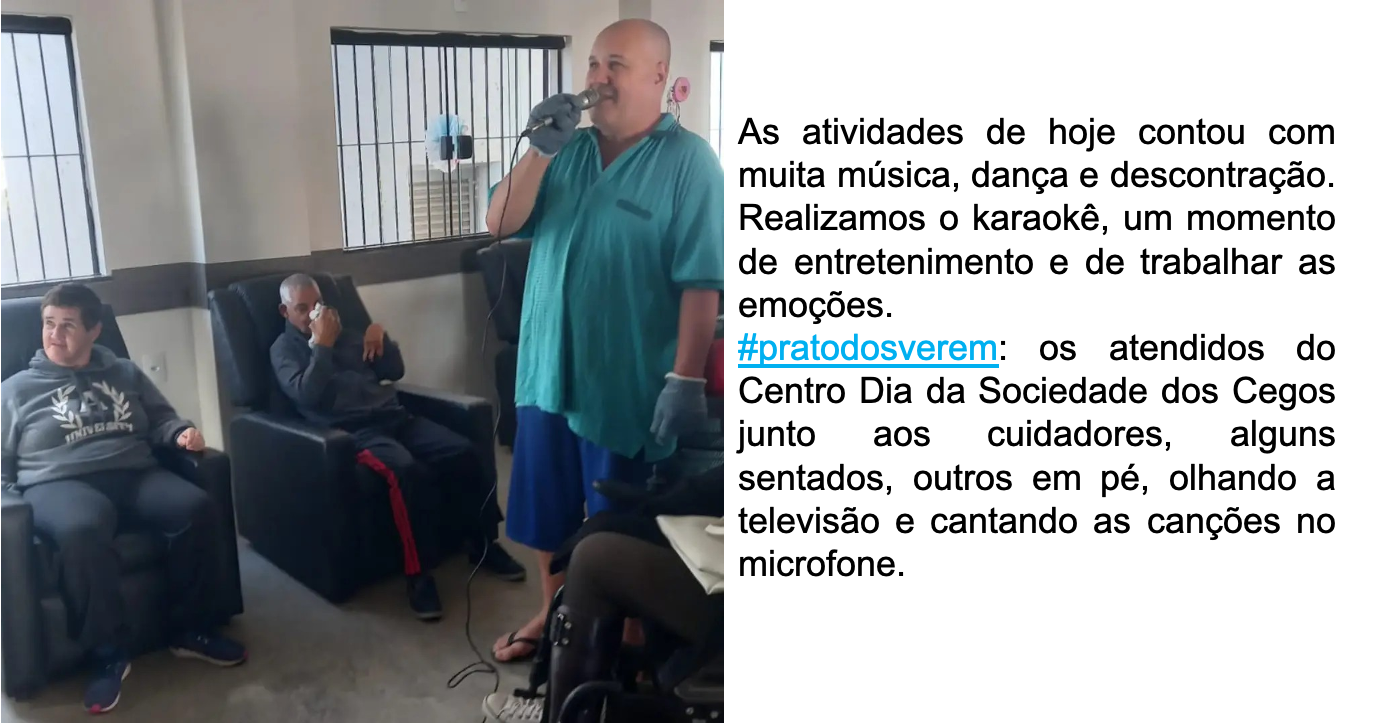 A
UNIVERSITY
As atividades de hoje contou com
muita música, dança e descontração.
Realizamos o karaokê, um momento
de entretenimento e de trabalhar as
emoções.
#pratodosverem: os atendidos do
Centro Dia da Sociedade dos Cegos
junto aos cuidadores, alguns
sentados, outros em pé, olhando a
televisão e cantando as canções no
microfone.